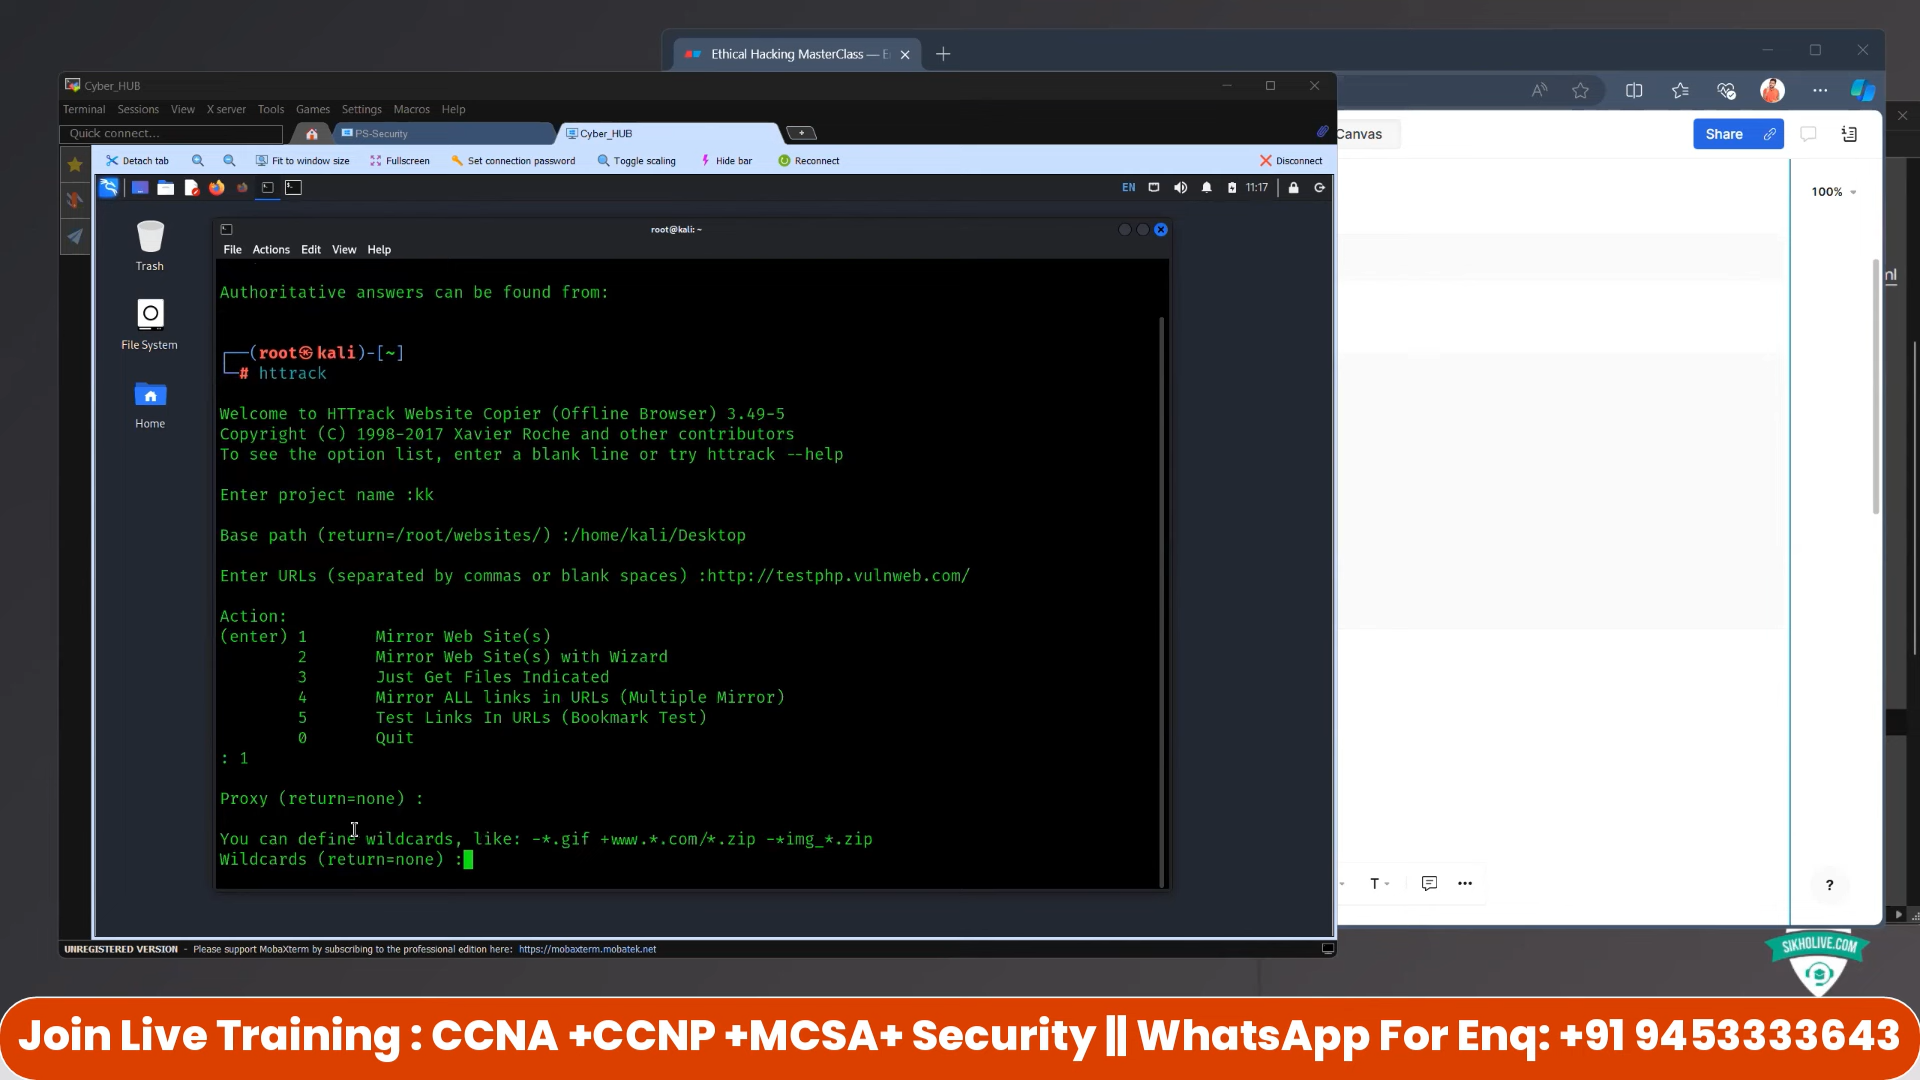 Ethical Hacking MasterClass — E
Cyber_HUB
Terminal Sessions View X server Tools Games Settings Macros Help
Quick connect...
PS-Security
Cyber_HUB
Canvas
Share
Detach tab
Fit to window size
Fullscreen
Set connection password
Toggle scaling
Hide bar
Reconnect
Disconnect
EN
11:17
100%
root@kali: ~
Trash
File System
Home
File Actions Edit View Help
Authoritative answers can be found from:
(root㉿kali)-[~]
# httrack
Welcome to HTTrack Website Copier (Offline Browser) 3.49-5
Copyright (C) 1998-2017 Xavier Roche and other contributors
To see the option list, enter a blank line or try httrack --help
Enter project name :kk
Base path (return=/root/websites/) :/home/kali/Desktop
Enter URLs (separated by commas or blank spaces) :http://testphp.vulnweb.com/
Action:
(enter) 1 Mirror Web Site(s)
2 Mirror Web Site(s) with Wizard
3 Just Get Files Indicated
4 Mirror ALL links in URLs (Multiple Mirror)
5 Test Links In URLs (Bookmark Test)
0 Quit
: 1
Proxy (return=none) :
You can define wildcards, like: -*.gif +www.*.com/*.zip -*img_*.zip
Wildcards (return=none) :
nl
T
?
UNREGISTERED VERSION - Please support MobaXterm by subscribing to the professional edition here: https://mobaxterm.mobatek.net
SIKHOLIVE.COM
Join Live Training : CCNA +CCNP +MCSA+ Security || WhatsApp For Enq: +91 9453333643